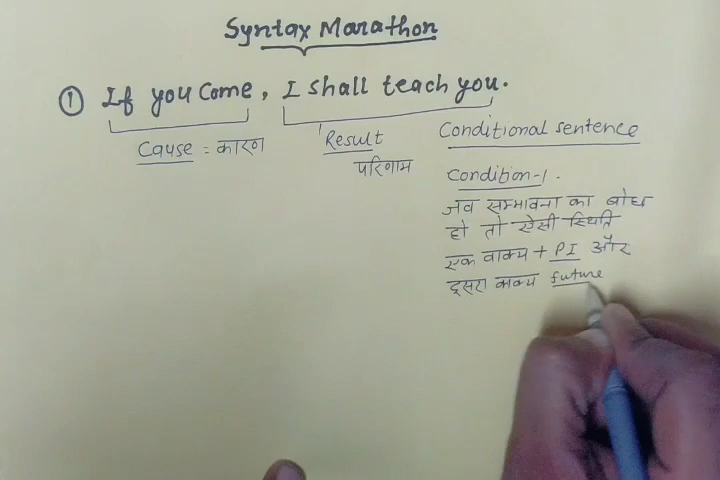 Syntax Marathon
① If you Come, I shall teach you.
Cause = कारण
Result
परिणाम
Conditional sentence
Condition-1.
जब सम्भावना का बोध
हो तो ऐसी स्थिति
एक वाक्य + PI और
दूसरा वाक्य future